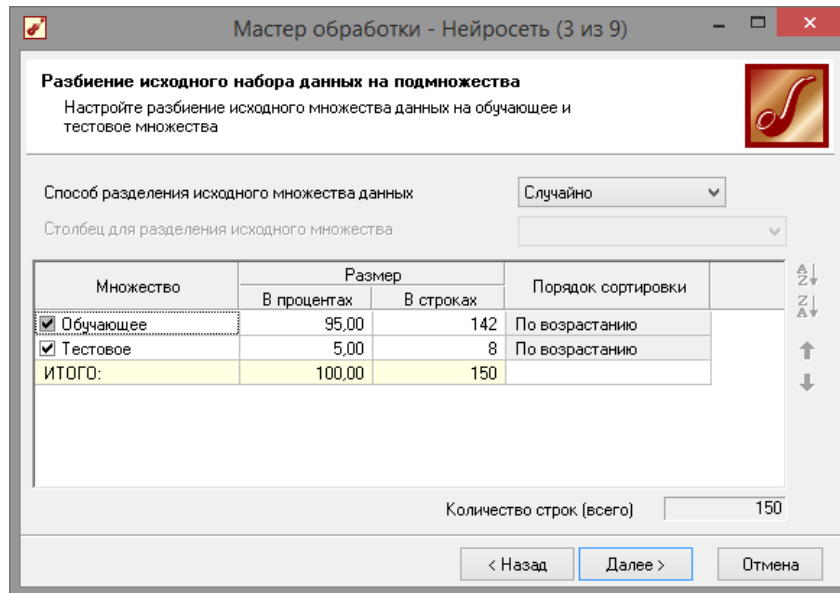 Мастер обработки - Нейросеть (3 из 9)
Разбиение исходного набора данных на подмножества
Настройте разбиение исходного множества данных на обучающее и
тестовое множества
Способ разделения исходного множества данных Случайно
Столбец для разделения исходного множества
Множество Размер Порядок сортировки
В процентах В строках
Обучающее 95,00 142 По возрастанию
Тестовое 5,00 8 По возрастанию
ИТОГО: 100,00 150
A Z
Z A
Количество строк (всего) 150
< Назад Далее > Отмена